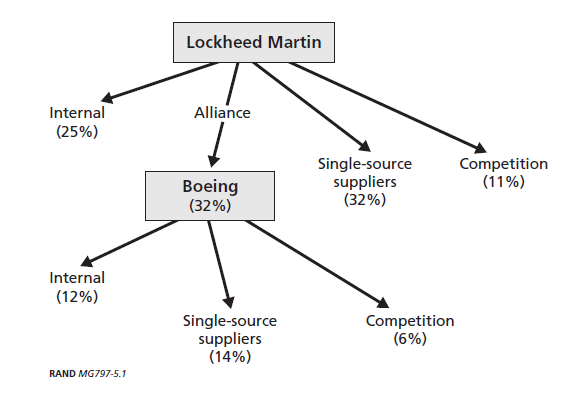 Lockheed Martin
Internal
(25%)
Alliance
Single-source
suppliers
(32%)
Competition
(11%)
Boeing
(32%)
Internal
(12%)
Single-source
suppliers
(14%)
Competition
(6%)
RAND MG797-5.1